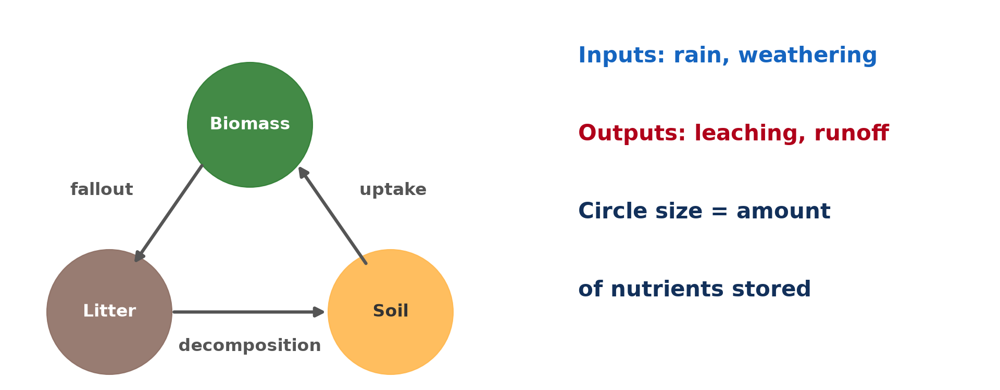 Biomass
fallout
uptake
Litter
Soil
decomposition
Inputs: rain, weathering
Outputs: leaching, runoff
Circle size = amount
of nutrients stored